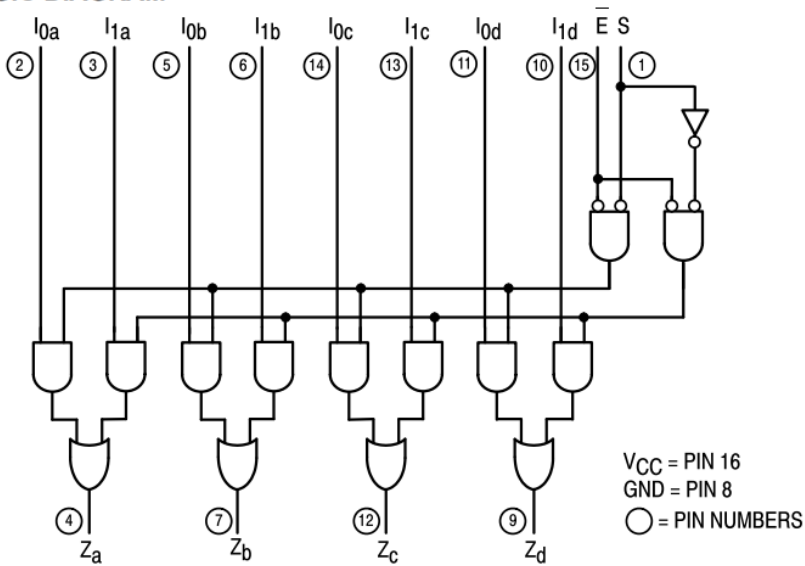 I0a I1a I0b I1b I0c I1c I0d I1d E S
2 3 5 6 14 13 11 10 15 1
VCC = PIN 16
GND = PIN 8
= PIN NUMBERS
4 7 12 9
Za Zb Zc Zd